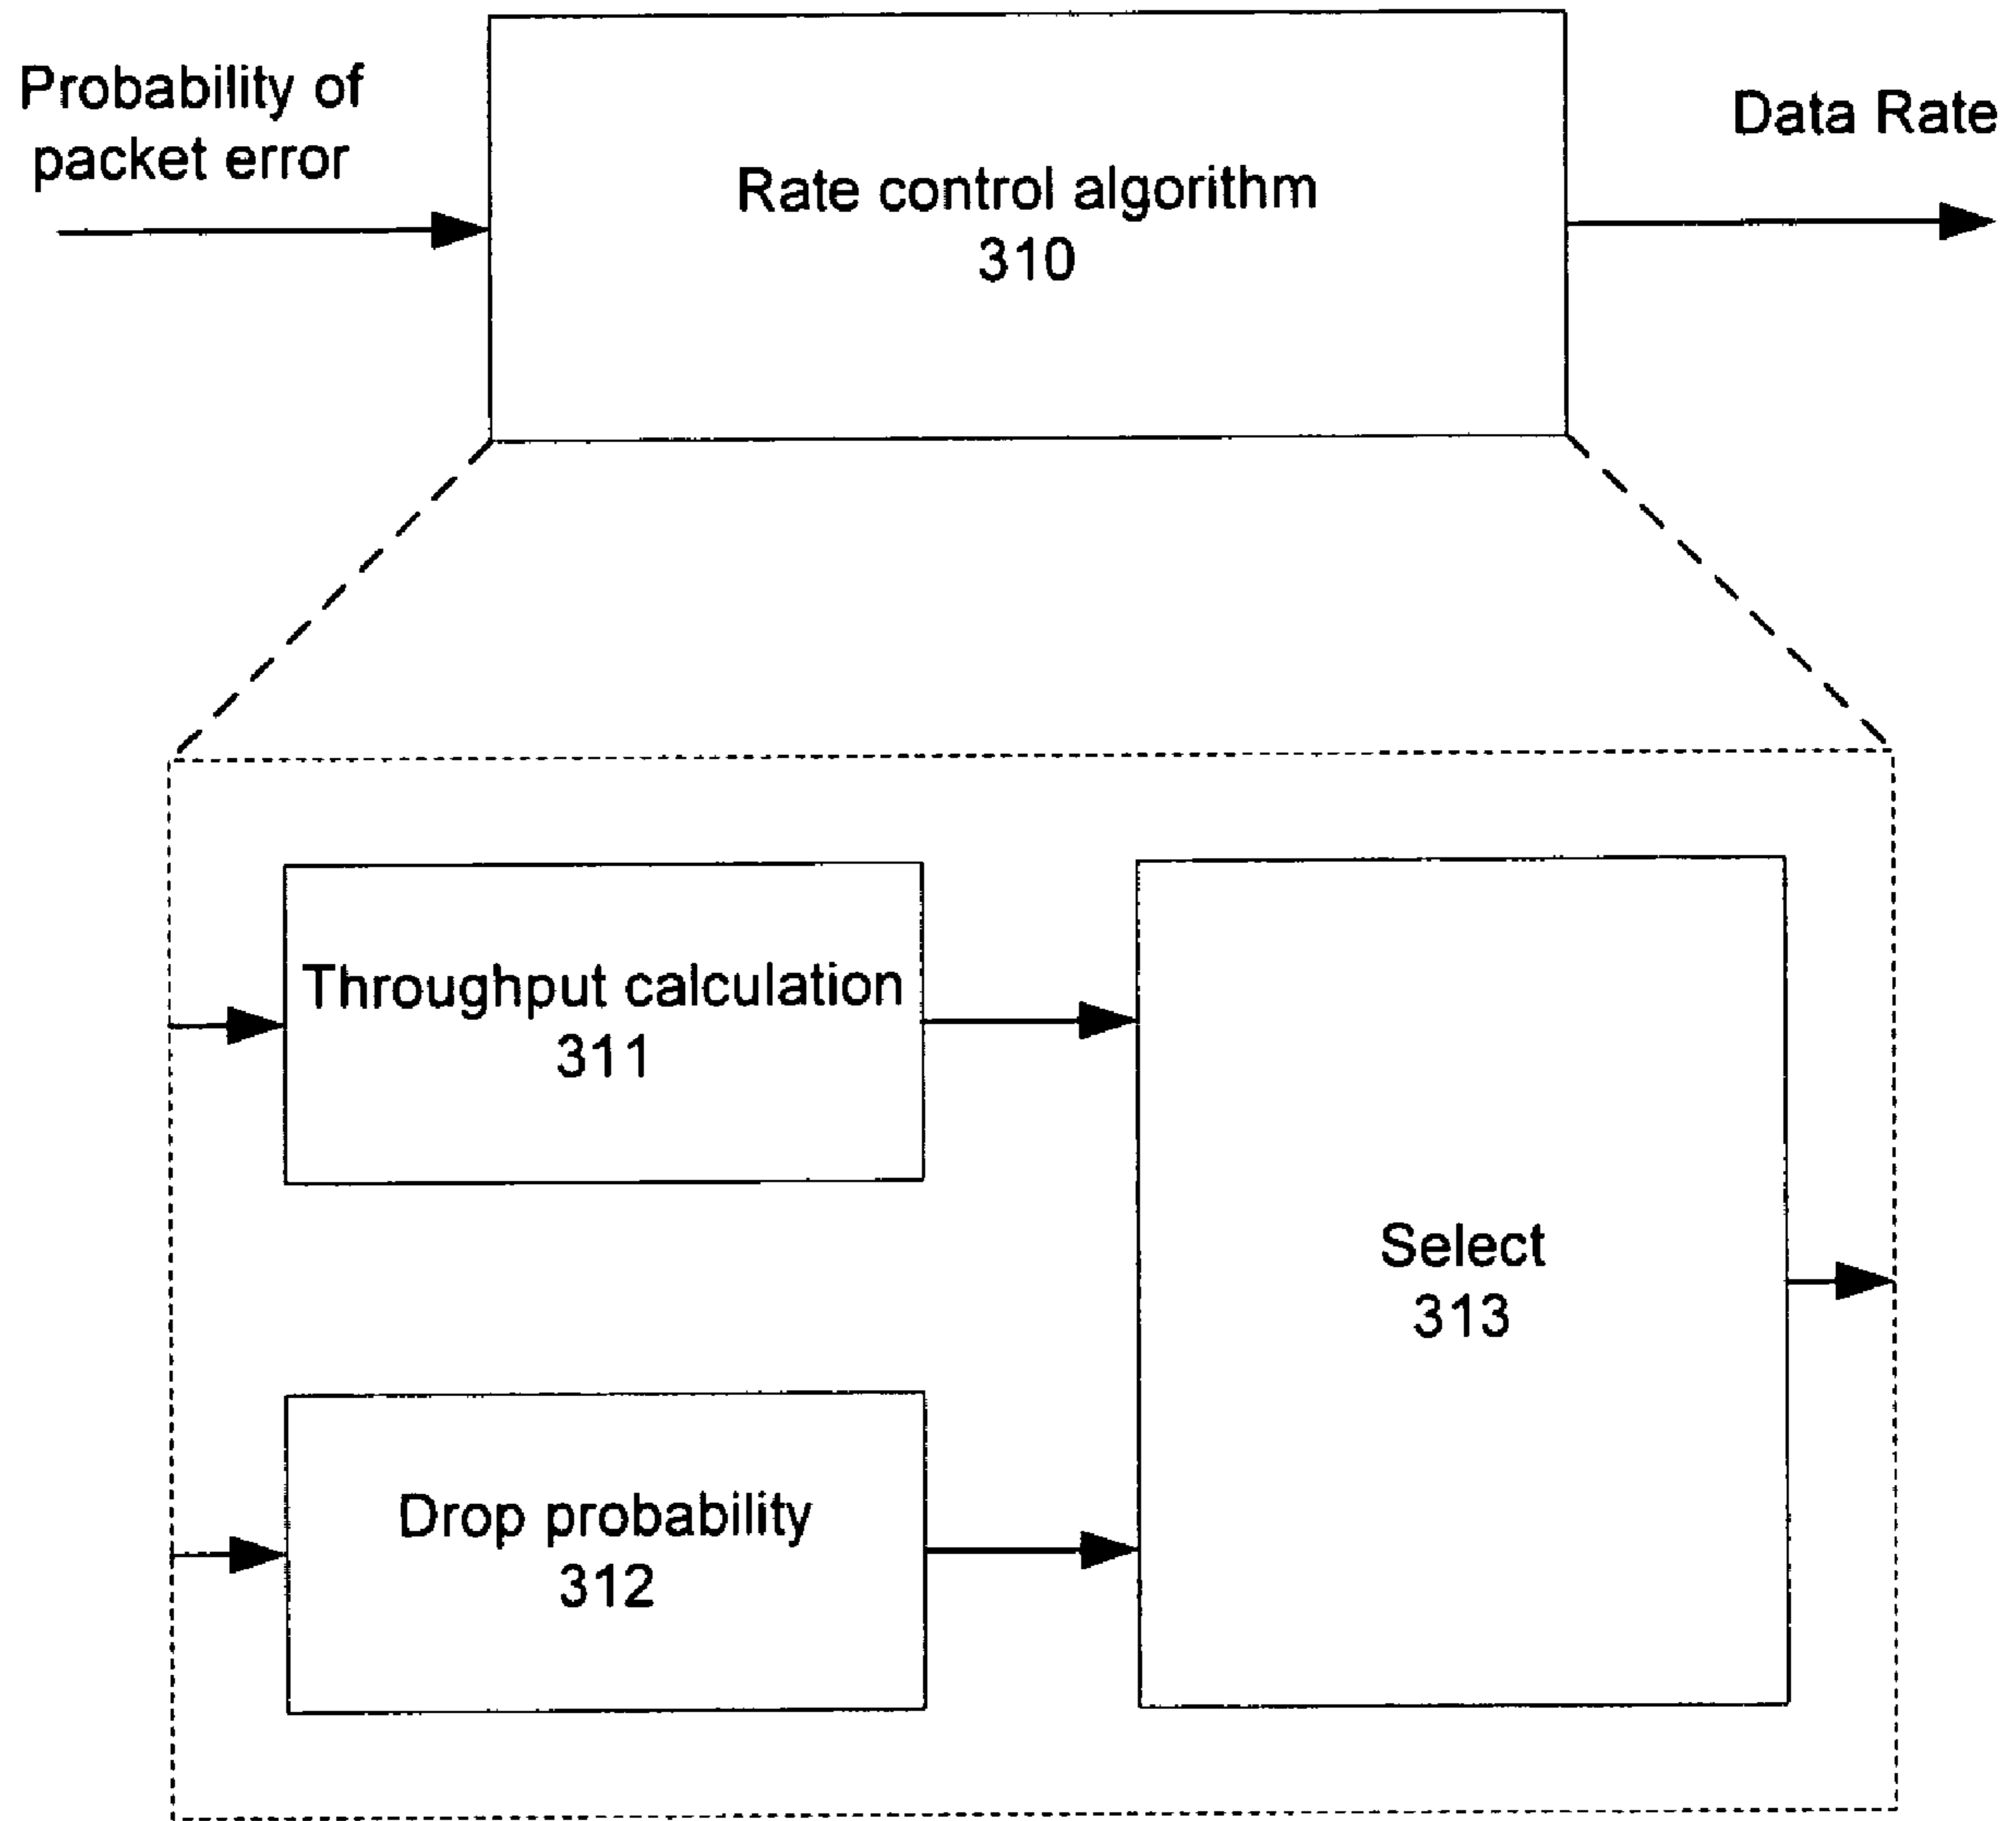 Probability of
packet error
Rate control algorithm
310
Data Rate
Throughput calculation
311
Drop probability
312
Select
313